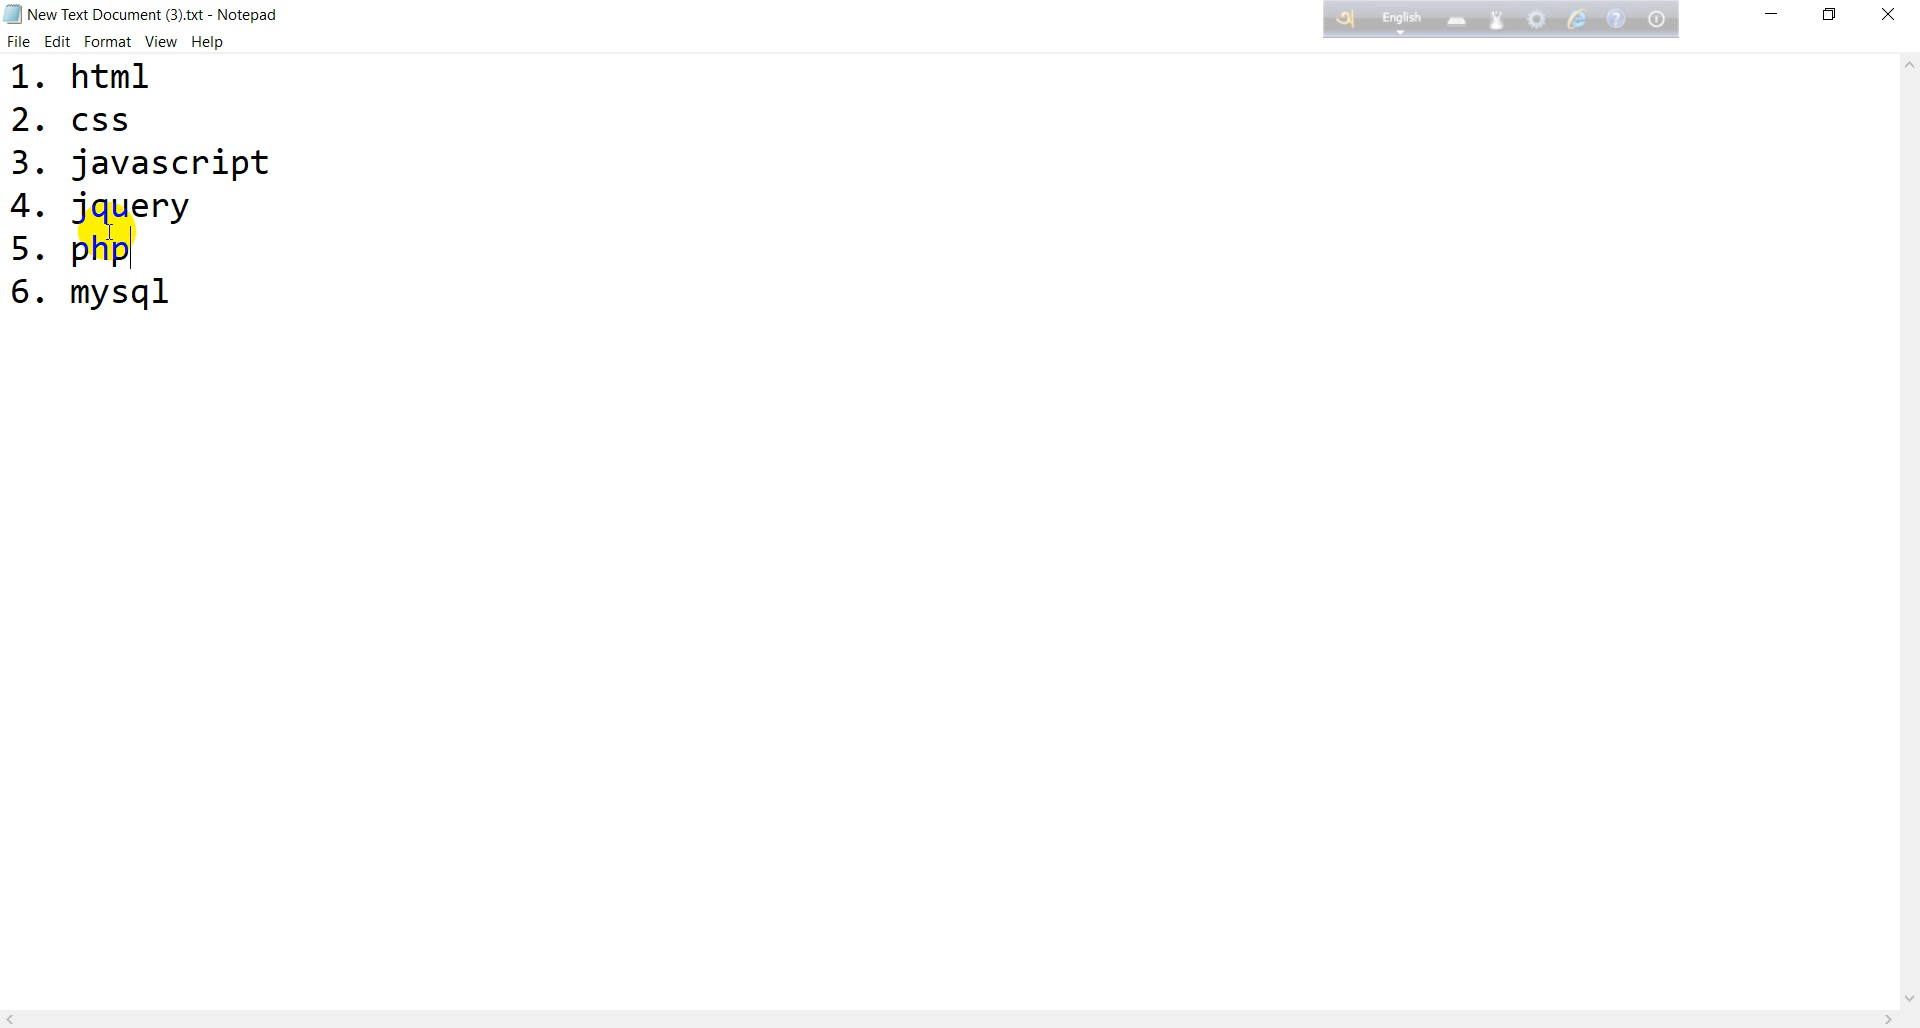 New Text Document (3).txt - Notepad
অ English
File Edit Format View Help
1. html
2. css
3. javascript
4. jquery
5. php
6. mysql